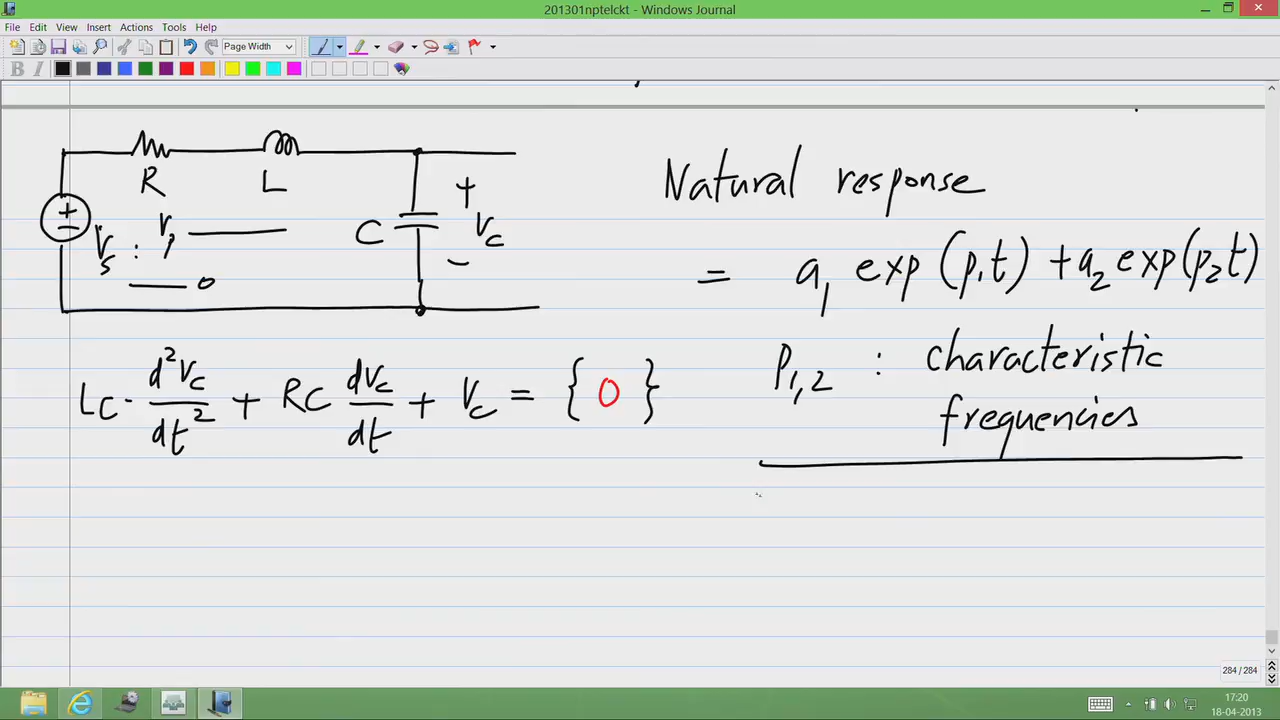 201301nptelckt - Windows Journal
File Edit View Insert Actions Tools Help
Page Width
B I
R L
+
−
Vs : V1
0
C
+
Vc
−
Natural response
= a1 exp (p1t) + a2 exp(p2t)
P1,2 : characteristic
frequencies
LC · d²Vc/dt² + RC dVc/dt + Vc = { 0 }
284 / 284
17:20
18-04-2013